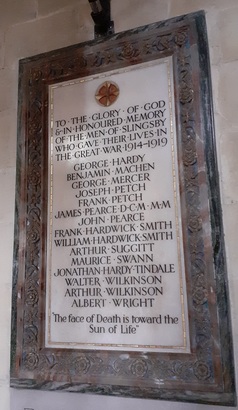 TO · THE · GLORY · OF · GOD
& · IN · HONOURED · MEMORY
OF · THE · MEN · OF · SLINGSBY
WHO · GAVE · THEIR · LIVES · IN
THE · GREAT · WAR · 1914-1919
GEORGE · HARDY
BENJAMIN · MACHEN
GEORGE · MERCER
JOSEPH · PETCH
FRANK · PETCH
JAMES · PEARCE · D·C·M · M·M
JOHN · PEARCE
FRANK · HARDWICK · SMITH
WILLIAM · HARDWICK · SMITH
ARTHUR · SUGGITT
MAURICE · SWANN
JONATHAN · HARDY · TINDALE
WALTER · WILKINSON
ARTHUR · WILKINSON
ALBERT · WRIGHT
"The face of Death is toward the
Sun of Life"